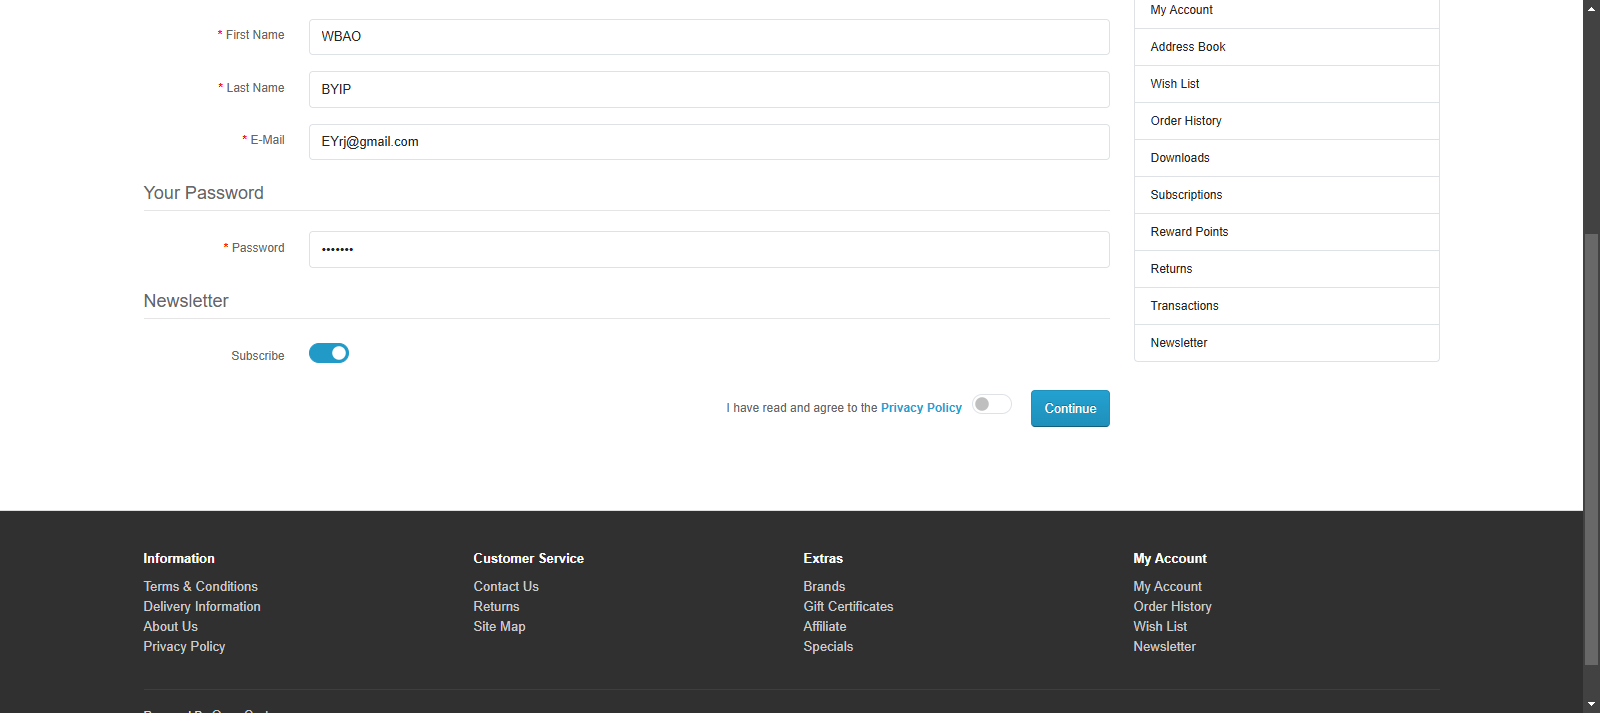 * First Name
WBAO
* Last Name
BYIP
* E-Mail
EYrj@gmail.com
Your Password
* Password
•••••••
Newsletter
Subscribe
I have read and agree to the Privacy Policy
Continue
My Account
Address Book
Wish List
Order History
Downloads
Subscriptions
Reward Points
Returns
Transactions
Newsletter
Information
Terms & Conditions
Delivery Information
About Us
Privacy Policy
Customer Service
Contact Us
Returns
Site Map
Extras
Brands
Gift Certificates
Affiliate
Specials
My Account
My Account
Order History
Wish List
Newsletter